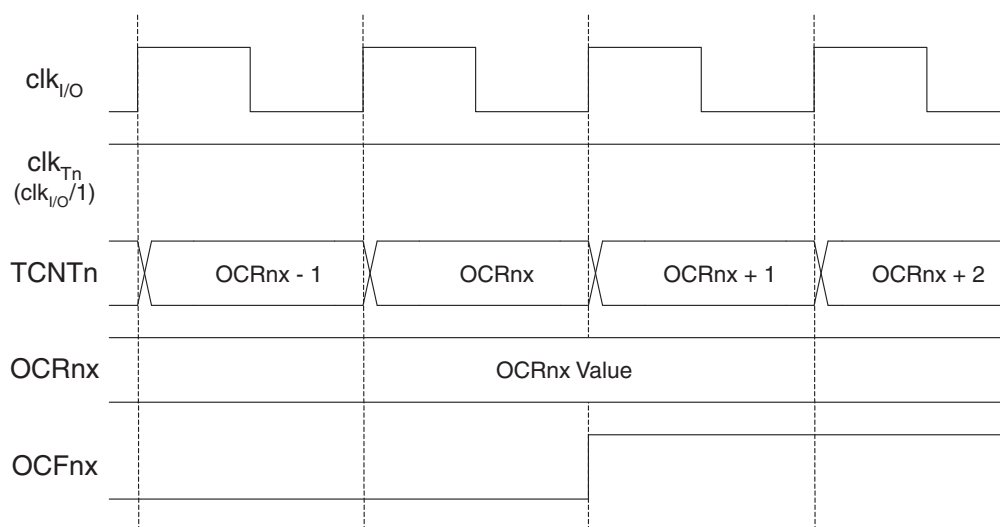 clkI/O
clkTn
(clkI/O/1)
TCNTn
OCRnx - 1
OCRnx
OCRnx + 1
OCRnx + 2
OCRnx
OCRnx Value
OCFnx